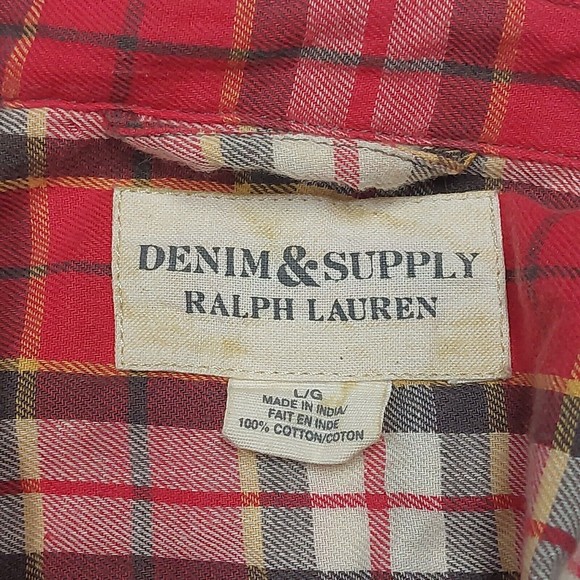 DENIM&SUPPLY
RALPH LAUREN
L/G
MADE IN INDIA/
FAIT EN INDE
100% COTTON/COTON